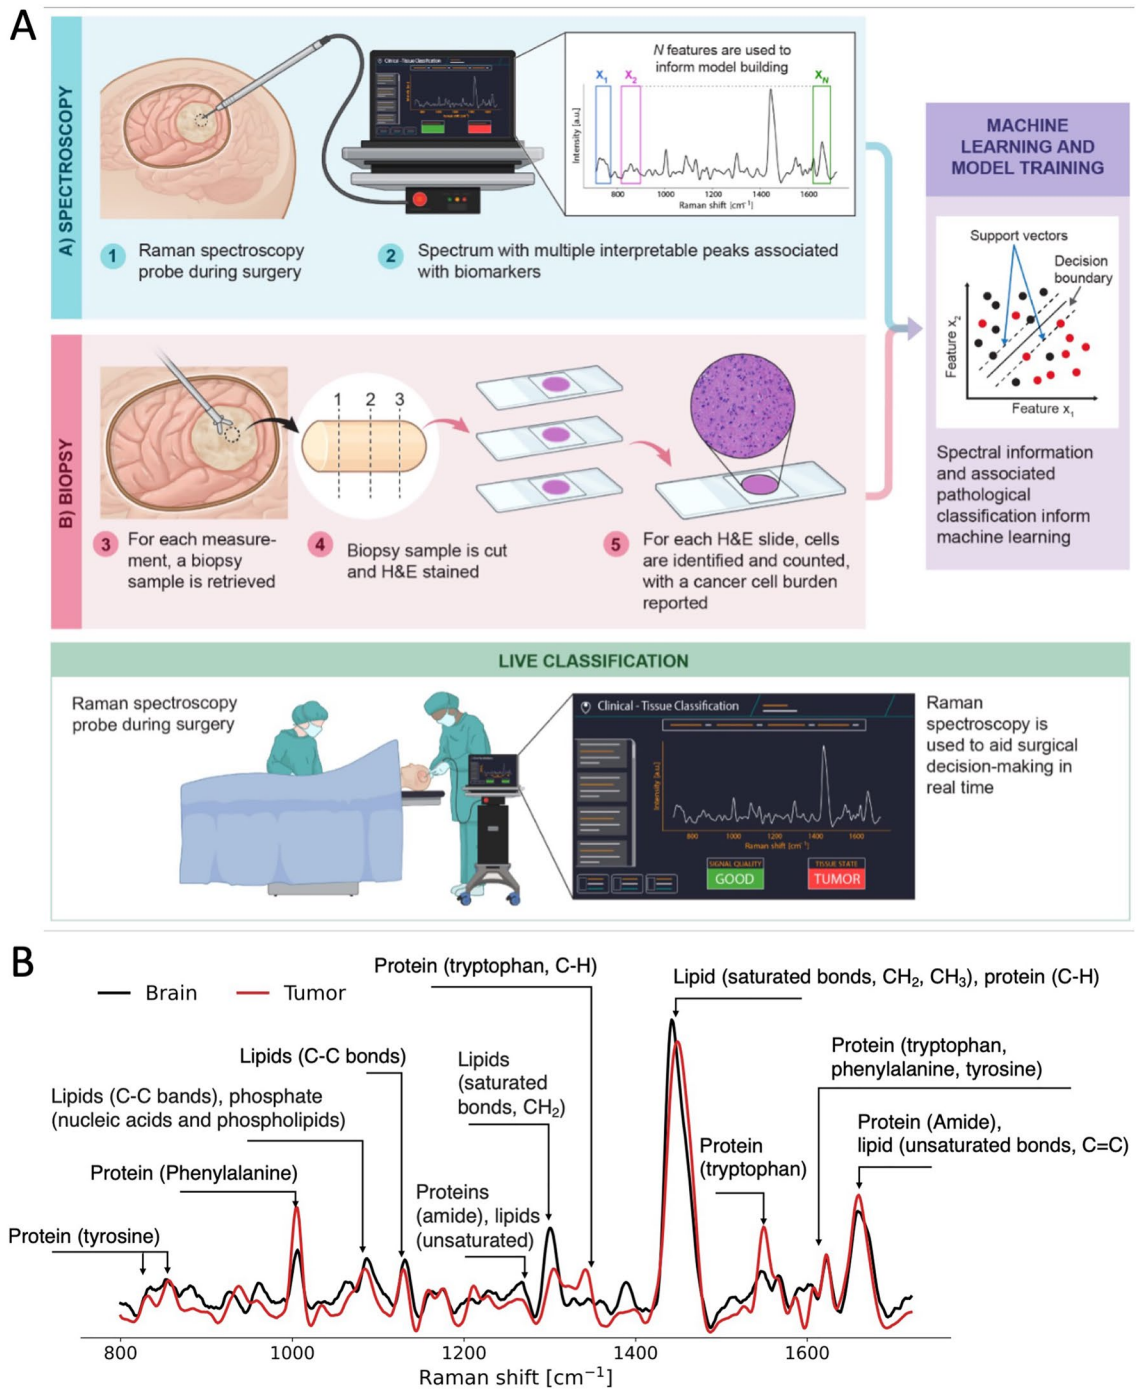 A
A) SPECTROSCOPY
Clinical - Tissue Classification
N features are used to
inform model building
X₁
X₂
X_N
Intensity [a.u.]
800
1000
1200
1400
1600
Raman shift [cm⁻¹]
1
Raman spectroscopy
probe during surgery
2
Spectrum with multiple interpretable peaks associated
with biomarkers
B) BIOPSY
1
2
3
3
For each measure-
ment, a biopsy
sample is retrieved
4
Biopsy sample is cut
and H&E stained
5
For each H&E slide, cells
are identified and counted,
with a cancer cell burden
reported
MACHINE
LEARNING AND
MODEL TRAINING
Support vectors
Decision
boundary
Feature x₂
Feature x₁
Spectral information
and associated
pathological
classification inform
machine learning
LIVE CLASSIFICATION
Raman spectroscopy
probe during surgery
Clinical - Tissue Classification
Intensity [a.u.]
800
1000
1200
1400
1600
Raman shift [cm⁻¹]
SIGNAL QUALITY
GOOD
TISSUE STATE
TUMOR
Raman
spectroscopy is
used to aid surgical
decision-making in
real time
B
Brain
Tumor
Protein (tryptophan, C-H)
Lipid (saturated bonds, CH₂, CH₃), protein (C-H)
Lipids (C-C bonds)
Lipids
(saturated
bonds, CH₂)
Protein (tryptophan,
phenylalanine, tyrosine)
Lipids (C-C bands), phosphate
(nucleic acids and phospholipids)
Protein (Amide),
lipid (unsaturated bonds, C=C)
Protein
(tryptophan)
Protein (Phenylalanine)
Proteins
(amide), lipids
(unsaturated)
Protein (tyrosine)
800
1000
1200
1400
1600
Raman shift [cm⁻¹]